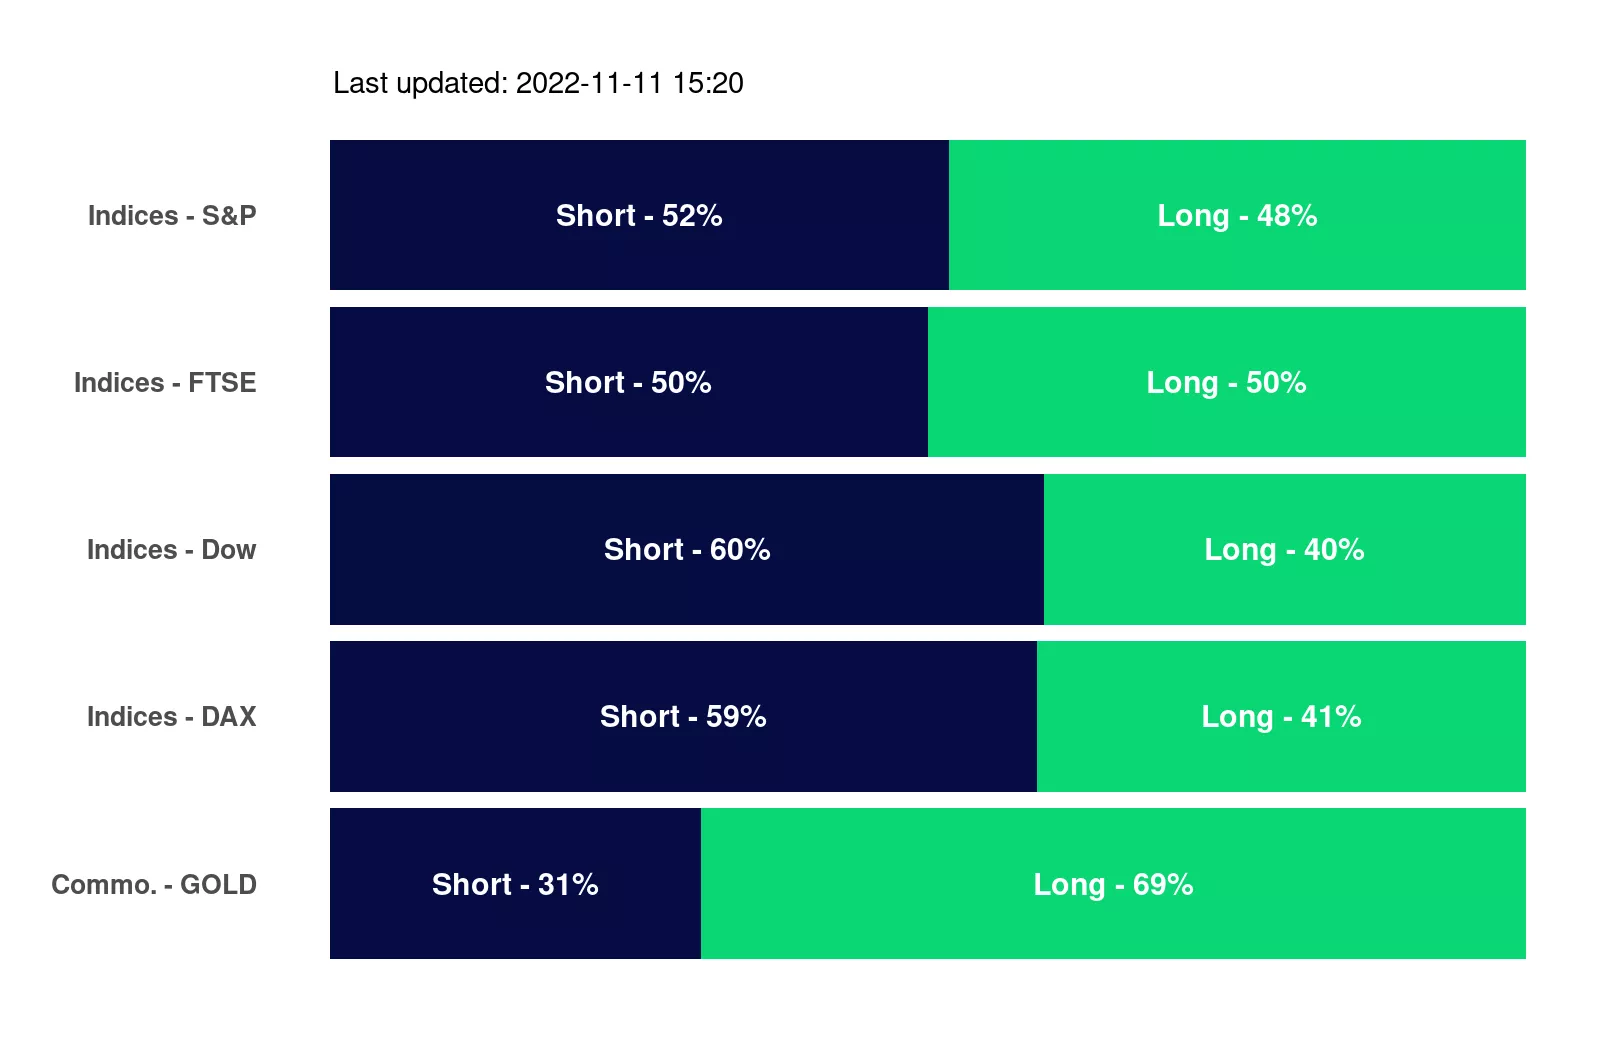 Last updated: 2022-11-11 15:20
Indices - S&P Short - 52% Long - 48%
Indices - FTSE Short - 50% Long - 50%
Indices - Dow Short - 60% Long - 40%
Indices - DAX Short - 59% Long - 41%
Commo. - GOLD Short - 31% Long - 69%